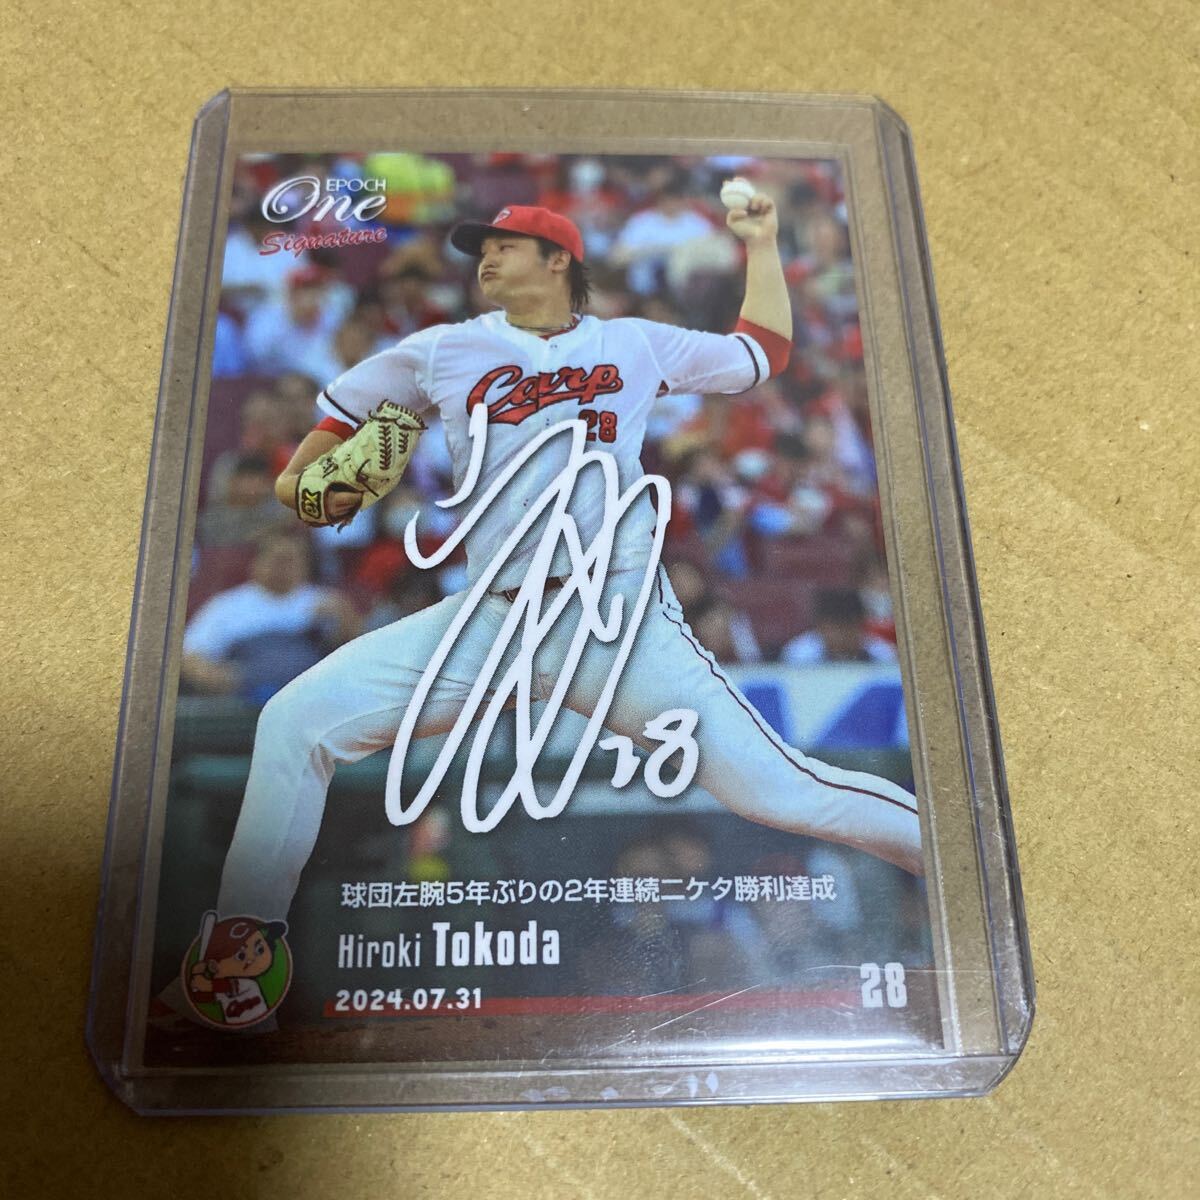 EPOCH
One
Signature
Carp
28
28
球団左腕5年ぶりの2年連続二ケタ勝利達成
Hiroki Tokoda
2024.07.31
28